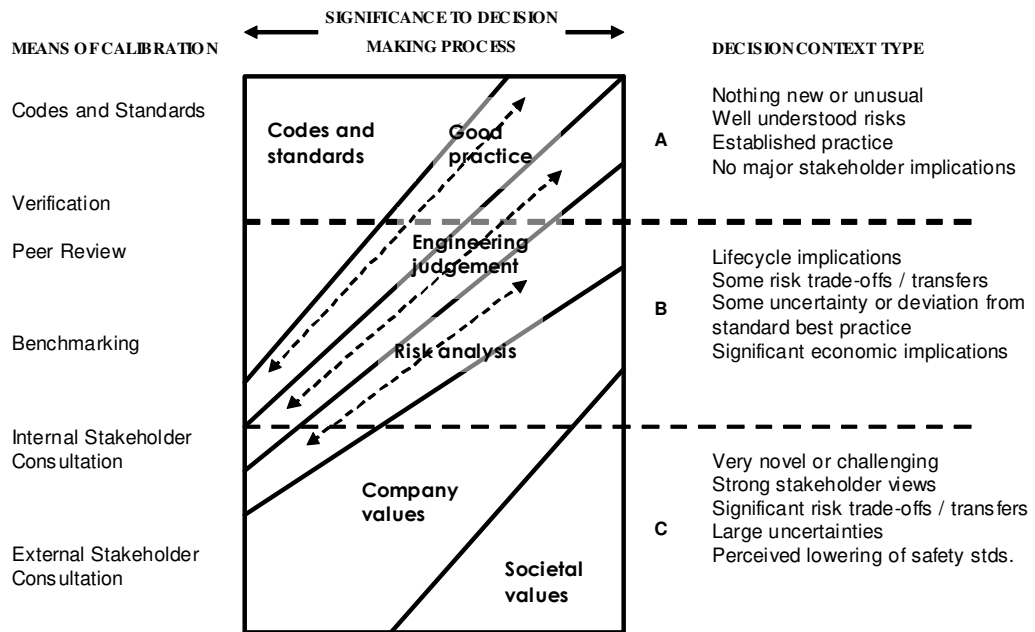 SIGNIFICANCE TO DECISION
MAKING PROCESS
MEANS OF CALIBRATION
DECISION CONTEXT TYPE
Codes and Standards
Verification
Peer Review
Benchmarking
Internal Stakeholder
Consultation
External Stakeholder
Consultation
Codes and
standards
Good
practice
Engineering
judgement
Risk analysis
Company
values
Societal
values
A
Nothing new or unusual
Well understood risks
Established practice
No major stakeholder implications
B
Lifecycle implications
Some risk trade-offs / transfers
Some uncertainty or deviation from
standard best practice
Significant economic implications
C
Very novel or challenging
Strong stakeholder views
Significant risk trade-offs / transfers
Large uncertainties
Perceived lowering of safety stds.